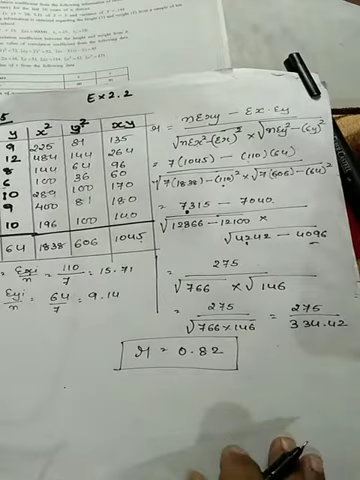 Ex 2.2
5
y x² y² xy
9 225 81 135
12 484 144 264
8 144 64 96
6 100 36 60
10 289 100 170
9 400 81 180
10 196 100 140
64 1838 606 1045
= Σxi/n = 110/7 = 15.71
Σyi/n = 64/7 = 9.14
r = nΣxy - Σx·Σy / √nΣx²-(Σx)² × √nΣy²-(Σy)²
= 7(1045) - (110)(64) / √7(1838)-(110)² × √7(606)-(64)²
= 7315 - 7040 / √12866-12100 × √4242-4096
= 275 / √766 × √146
= 275 / √766×146 = 275 / 334.42
r = 0.82